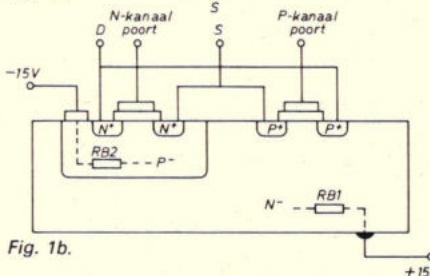 S
N-kanaal
poort
P-kanaal
poort
D
S
-15V
N+
N+
P+
P+
RB2
P-
N-
RB1
Fig. 1b.
+15